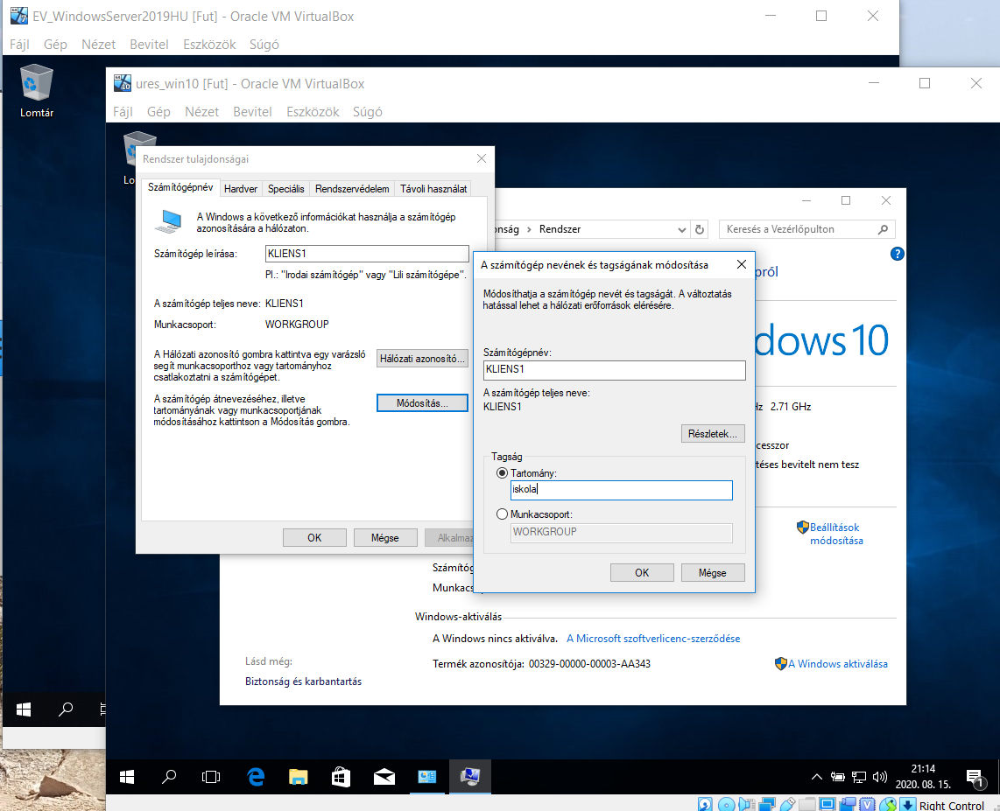 EV_WindowsServer2019HU [Fut] - Oracle VM VirtualBox
Fájl Gép Nézet Bevitel Eszközök Súgó
Lomtár
ures_win10 [Fut] - Oracle VM VirtualBox
Fájl Gép Nézet Bevitel Eszközök Súgó
Lo
Rendszer tulajdonságai
Számítógépnév Hardver Speciális Rendszervédelem Távoli használat
A Windows a következő információkat használja a számítógép
azonosítására a hálózaton.
Számítógép leírása: KLIENS1
Pl.: "Irodai számítógép" vagy "Lili számítógépe".
A számítógép teljes neve: KLIENS1
Munkacsoport: WORKGROUP
A Hálózati azonosító gombra kattintva egy varázsló
segít munkacsoporthoz vagy tartományhoz
csatlakoztatni a számítógépet.
Hálózati azonosító...
A számítógép átnevezéséhez, illetve
tartományának vagy munkacsoportjának
módosításához kattintson a Módosítás gombra.
Módosítás...
OK Mégse Alkalmaz
onság > Rendszer
Keresés a Vezérlőpulton
pről
dows 10
Hz 2.71 GHz
cesszor
téses bevitelt nem tesz
Beállítások
módosítása
A számítógép nevének és tagságának módosítása
Módosíthatja a számítógép nevét és tagságát. A változtatás
hatással lehet a hálózati erőforrások elérésére.
Számítógépnév:
KLIENS1
A számítógép teljes neve:
KLIENS1
Részletek...
Tagság
Tartomány:
iskola
Munkacsoport:
WORKGROUP
OK Mégse
Számítóg
Munkacs
Windows-aktiválás
A Windows nincs aktiválva. A Microsoft szoftverlicenc-szerződése
Termék azonosítója: 00329-00000-00003-AA343
A Windows aktiválása
Lásd még:
Biztonság és karbantartás
21:14
2020. 08. 15.
1
Right Control